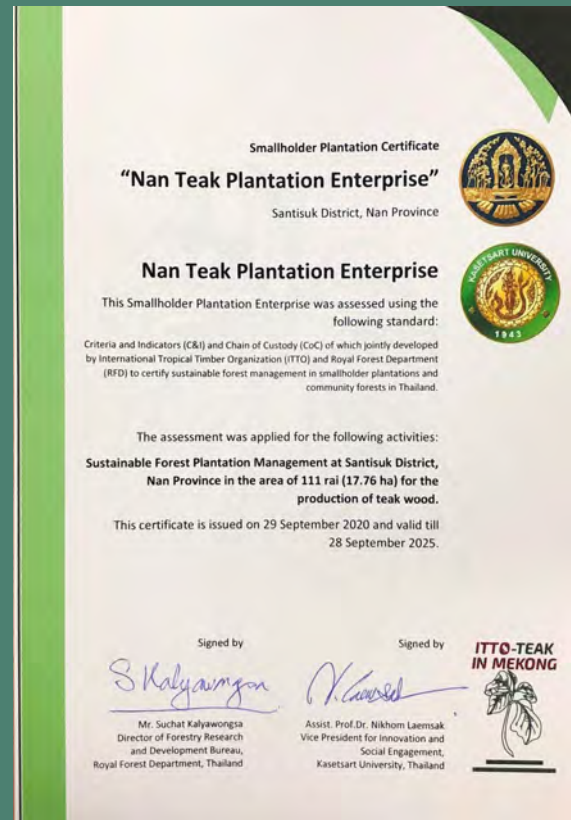 Smallholder Plantation Certificate
"Nan Teak Plantation Enterprise"
Santisuk District, Nan Province
Nan Teak Plantation Enterprise
This Smallholder Plantation Enterprise was assessed using the
following standard:
Criteria and Indicators (C&I) and Chain of Custody (CoC) of which jointly developed
by International Tropical Timber Organization (ITTO) and Royal Forest Department
(RFD) to certify sustainable forest management in smallholder plantations and
community forests in Thailand.
KASETSART UNIVERSITY
1943
The assessment was applied for the following activities:
Sustainable Forest Plantation Management at Santisuk District,
Nan Province in the area of 111 rai (17.76 ha) for the
production of teak wood.
This certificate is issued on 29 September 2020 and valid till
28 September 2025.
Signed by
S Kalyawongsa
Mr. Suchat Kalyawongsa
Director of Forestry Research
and Development Bureau,
Royal Forest Department, Thailand
Signed by
N. Laemsak
Assist. Prof.Dr. Nikhom Laemsak
Vice President for Innovation and
Social Engagement,
Kasetsart University, Thailand
ITTO-TEAK
IN MEKONG